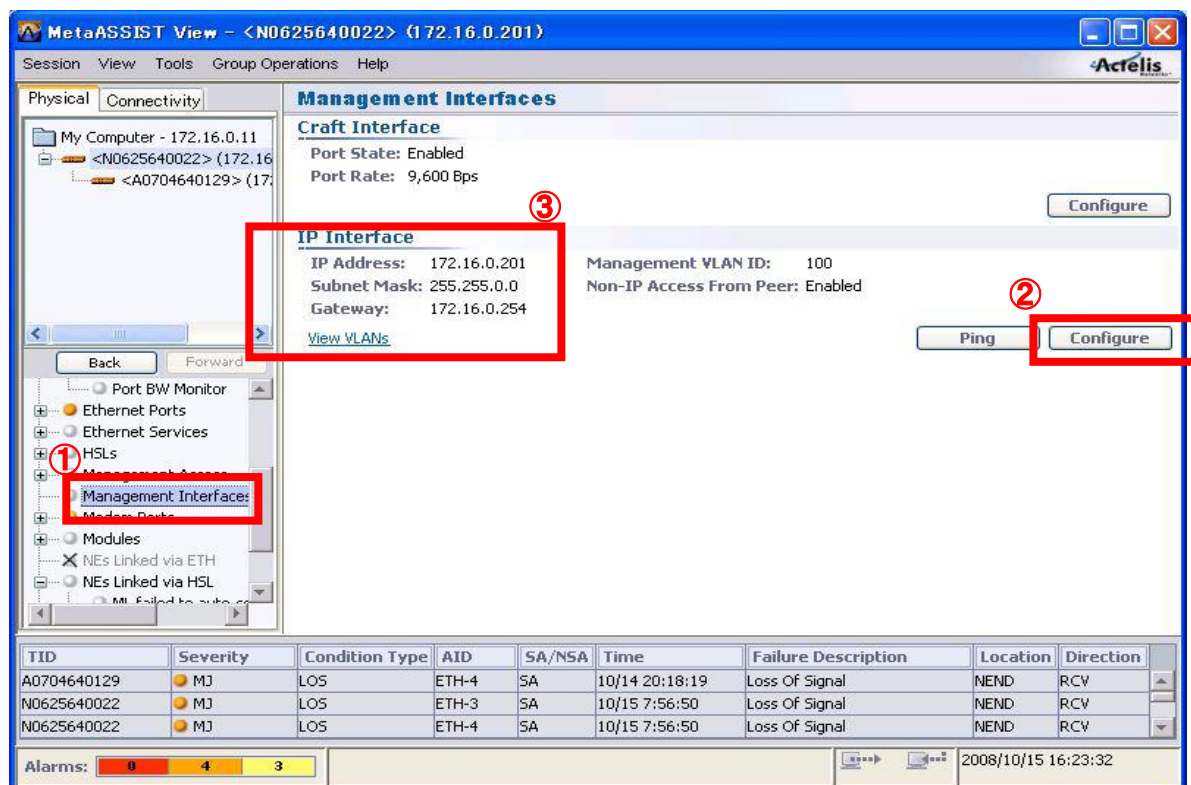 MetaASSIST View - <N0625640022> (172.16.0.201)
Session View Tools Group Operations Help
Actelis
Physical Connectivity
My Computer - 172.16.0.11
<N0625640022> (172.16
<A0704640129> (17
Back Forward
Port BW Monitor
Ethernet Ports
Ethernet Services
HSLs
①
Management Access
Management Interfaces
Modem Ports
Modules
NEs Linked via ETH
NEs Linked via HSL
ML failed to auto
Management Interfaces
Craft Interface
Port State: Enabled
Port Rate: 9,600 Bps
Configure
③
IP Interface
IP Address: 172.16.0.201 Management VLAN ID: 100
Subnet Mask: 255.255.0.0 Non-IP Access From Peer: Enabled
Gateway: 172.16.0.254
②
View VLANs
Ping Configure
TID Severity Condition Type AID SA/NSA Time Failure Description Location Direction
A0704640129 MJ LOS ETH-4 SA 10/14 20:18:19 Loss Of Signal NEND RCV
N0625640022 MJ LOS ETH-3 SA 10/15 7:56:50 Loss Of Signal NEND RCV
N0625640022 MJ LOS ETH-4 SA 10/15 7:56:50 Loss Of Signal NEND RCV
Alarms: 0 4 3
2008/10/15 16:23:32